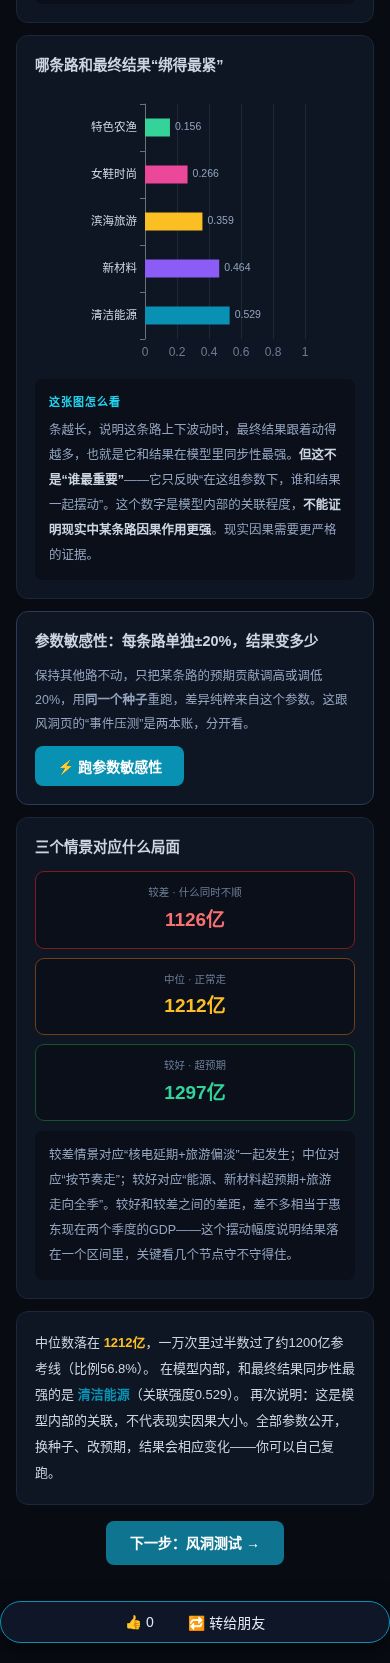 哪条路和最终结果“绑得最紧”
特色农渔
0.156
女鞋时尚
0.266
滨海旅游
0.359
新材料
0.464
清洁能源
0.529
0 0.2 0.4 0.6 0.8 1
这张图怎么看
条越长，说明这条路上下波动时，最终结果跟着动得
越多，也就是它和结果在模型里同步性最强。但这不
是“谁最重要”——它只反映“在这组参数下，谁和结果
一起摆动”。这个数字是模型内部的关联程度，不能证
明现实中某条路因果作用更强。现实因果需要更严格
的证据。
参数敏感性：每条路单独±20%，结果变多少
保持其他路不动，只把某条路的预期贡献调高或调低
20%，用同一个种子重跑，差异纯粹来自这个参数。这跟
风洞页的“事件压测”是两本账，分开看。
⚡ 跑参数敏感性
三个情景对应什么局面
较差 · 什么同时不顺
1126亿
中位 · 正常走
1212亿
较好 · 超预期
1297亿
较差情景对应“核电延期+旅游偏淡”一起发生；中位对
应“按节奏走”；较好对应“能源、新材料超预期+旅游
走向全季”。较好和较差之间的差距，差不多相当于惠
东现在两个季度的GDP——这个摆动幅度说明结果落
在一个区间里，关键看几个节点守不守得住。
中位数落在 1212亿，一万次里过半数过了约1200亿参
考线（比例56.8%）。 在模型内部，和最终结果同步性最
强的是 清洁能源（关联强度0.529）。 再次说明：这是模
型内部的关联，不代表现实因果大小。全部参数公开，
换种子、改预期，结果会相应变化——你可以自己复
跑。
下一步：风洞测试 →
👍 0 🔁 转给朋友